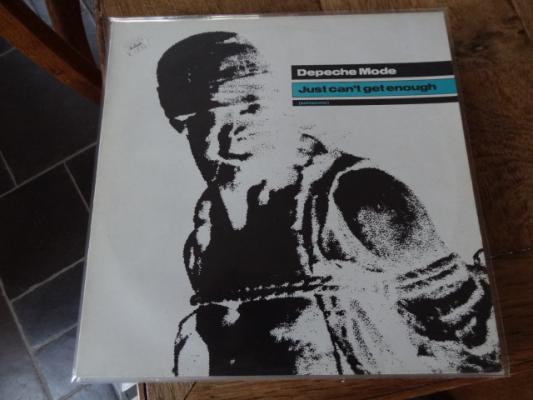 Depeche Mode
Just can't get enough